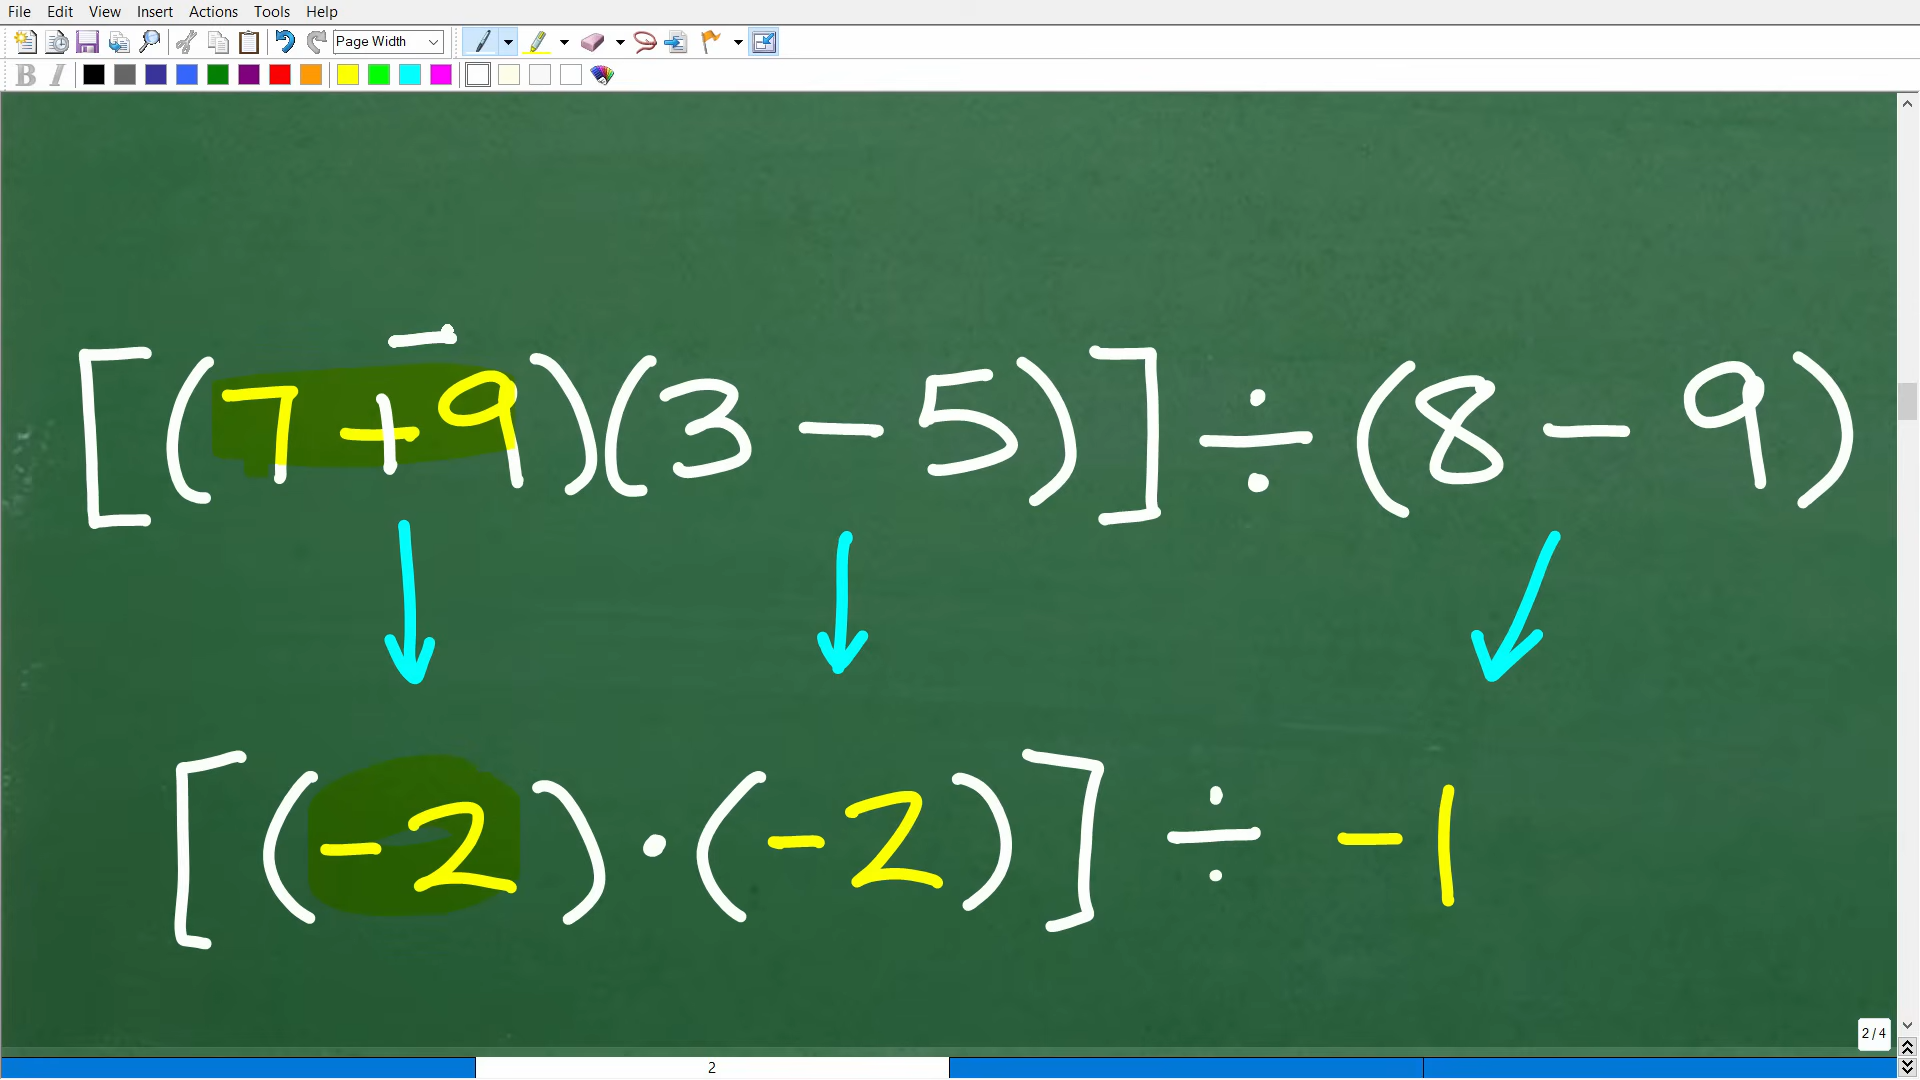 File Edit View Insert Actions Tools Help
Page Width
B I
[(7+9)(3-5)]÷(8-9)
[(-2)·(-2)]÷-1
2/4
2